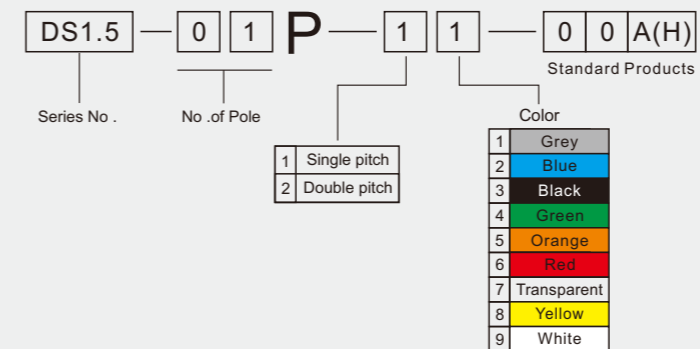 DS1.5 — 0 1 P — 1 1 — 0 0 A(H)
Standard Products
Series No .
No .of Pole
1 Single pitch
2 Double pitch
Color
1 Grey
2 Blue
3 Black
4 Green
5 Orange
6 Red
7 Transparent
8 Yellow
9 White